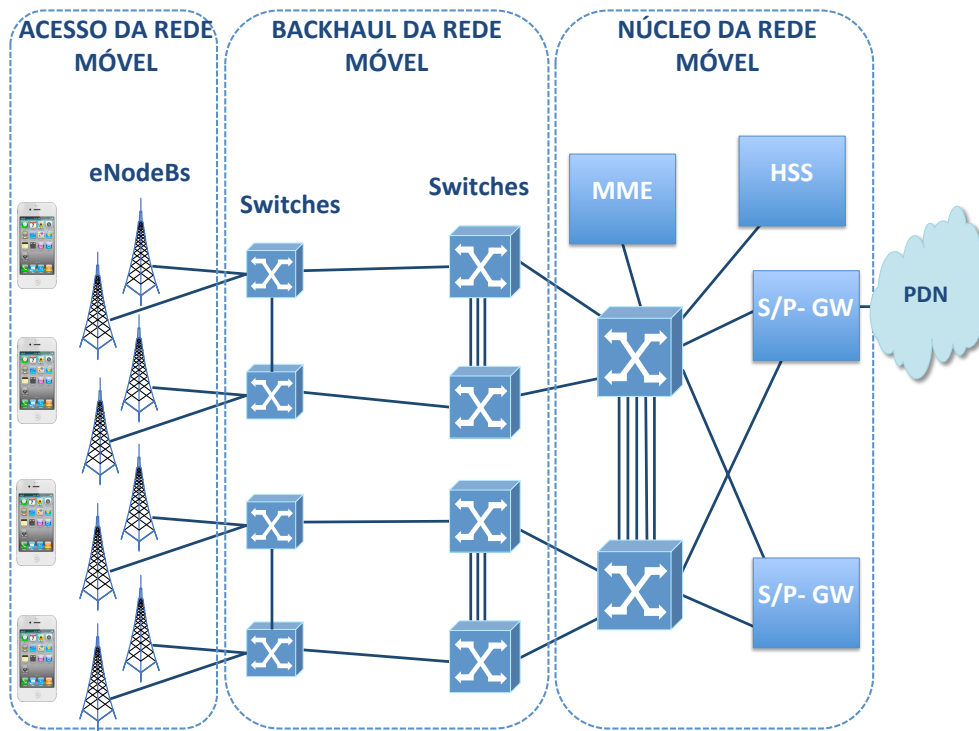 ACESSO DA REDE
MÓVEL
BACKHAUL DA REDE
MÓVEL
NÚCLEO DA REDE
MÓVEL
eNodeBs
Switches
Switches
MME
HSS
S/P- GW
PDN
S/P- GW